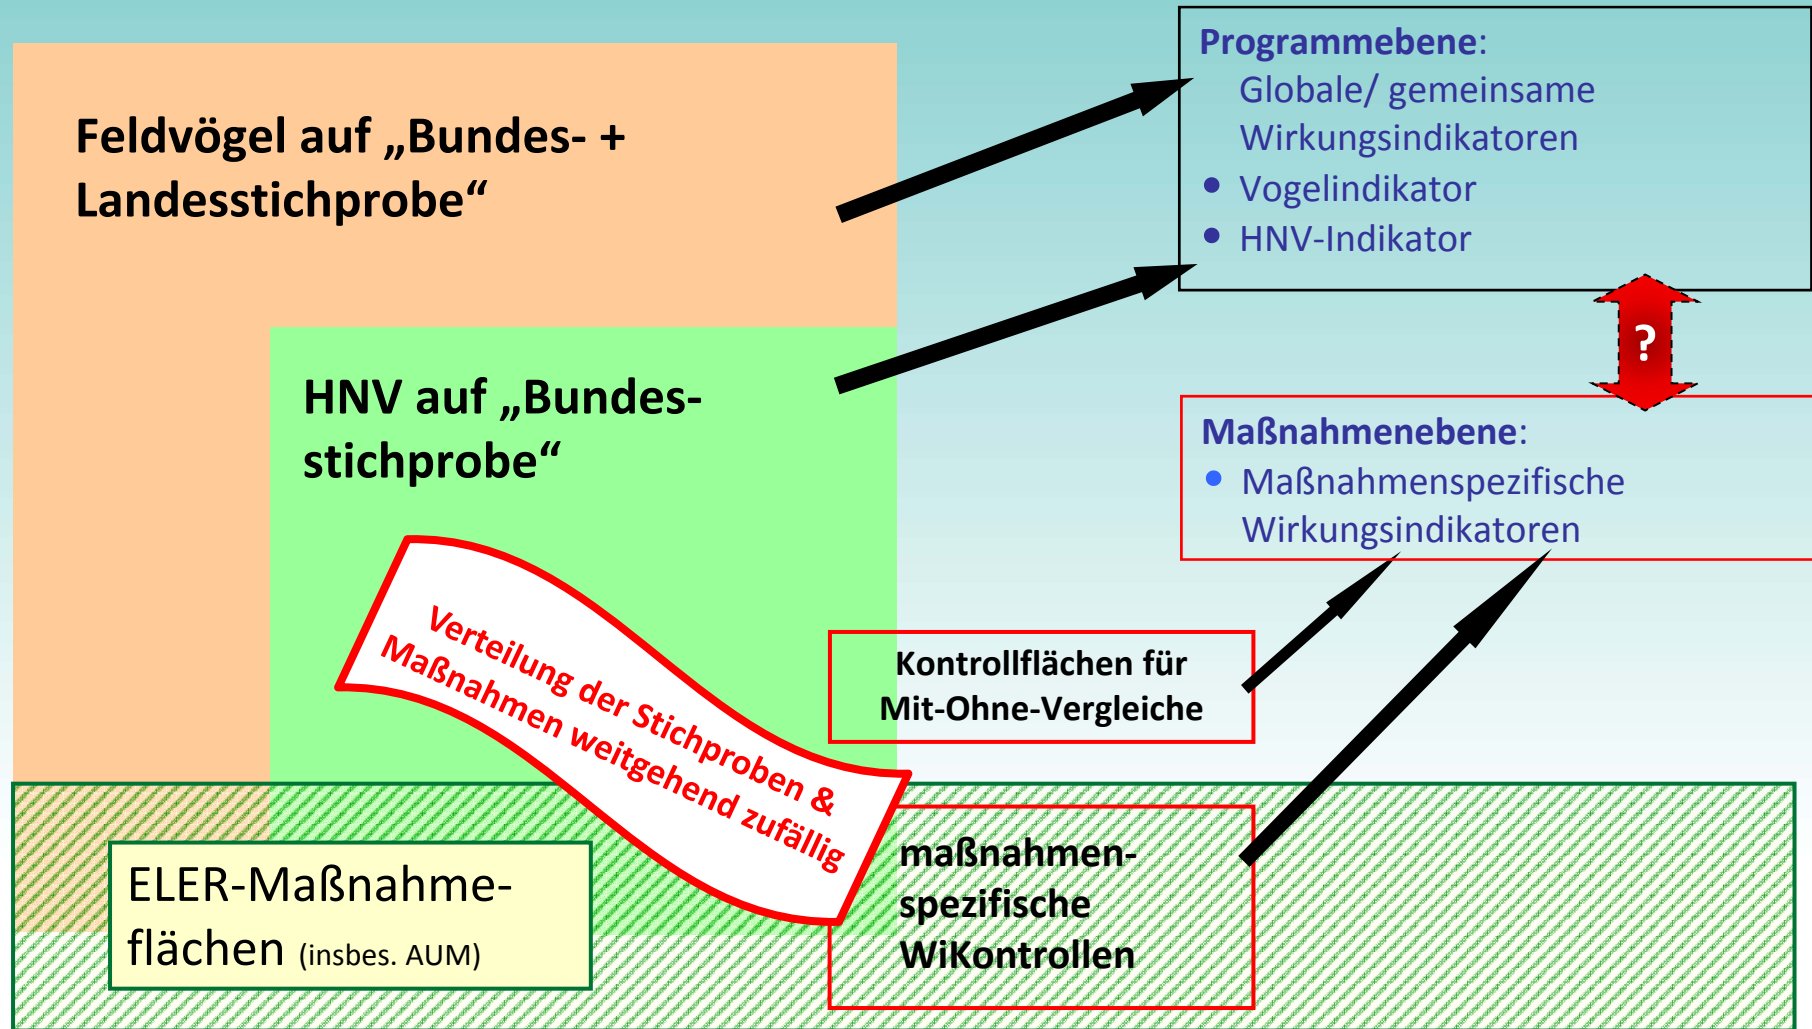 Feldvögel auf „Bundes- +
Landesstichprobe“
HNV auf „Bundes-
stichprobe“
Verteilung der Stichproben &
Maßnahmen weitgehend zufällig
ELER-Maßnahme-
flächen (insbes. AUM)
Kontrollflächen für
Mit-Ohne-Vergleiche
maßnahmen-
spezifische
WiKontrollen
Programmebene:
Globale/ gemeinsame
Wirkungsindikatoren
• Vogelindikator
• HNV-Indikator
?
Maßnahmenebene:
• Maßnahmenspezifische
Wirkungsindikatoren